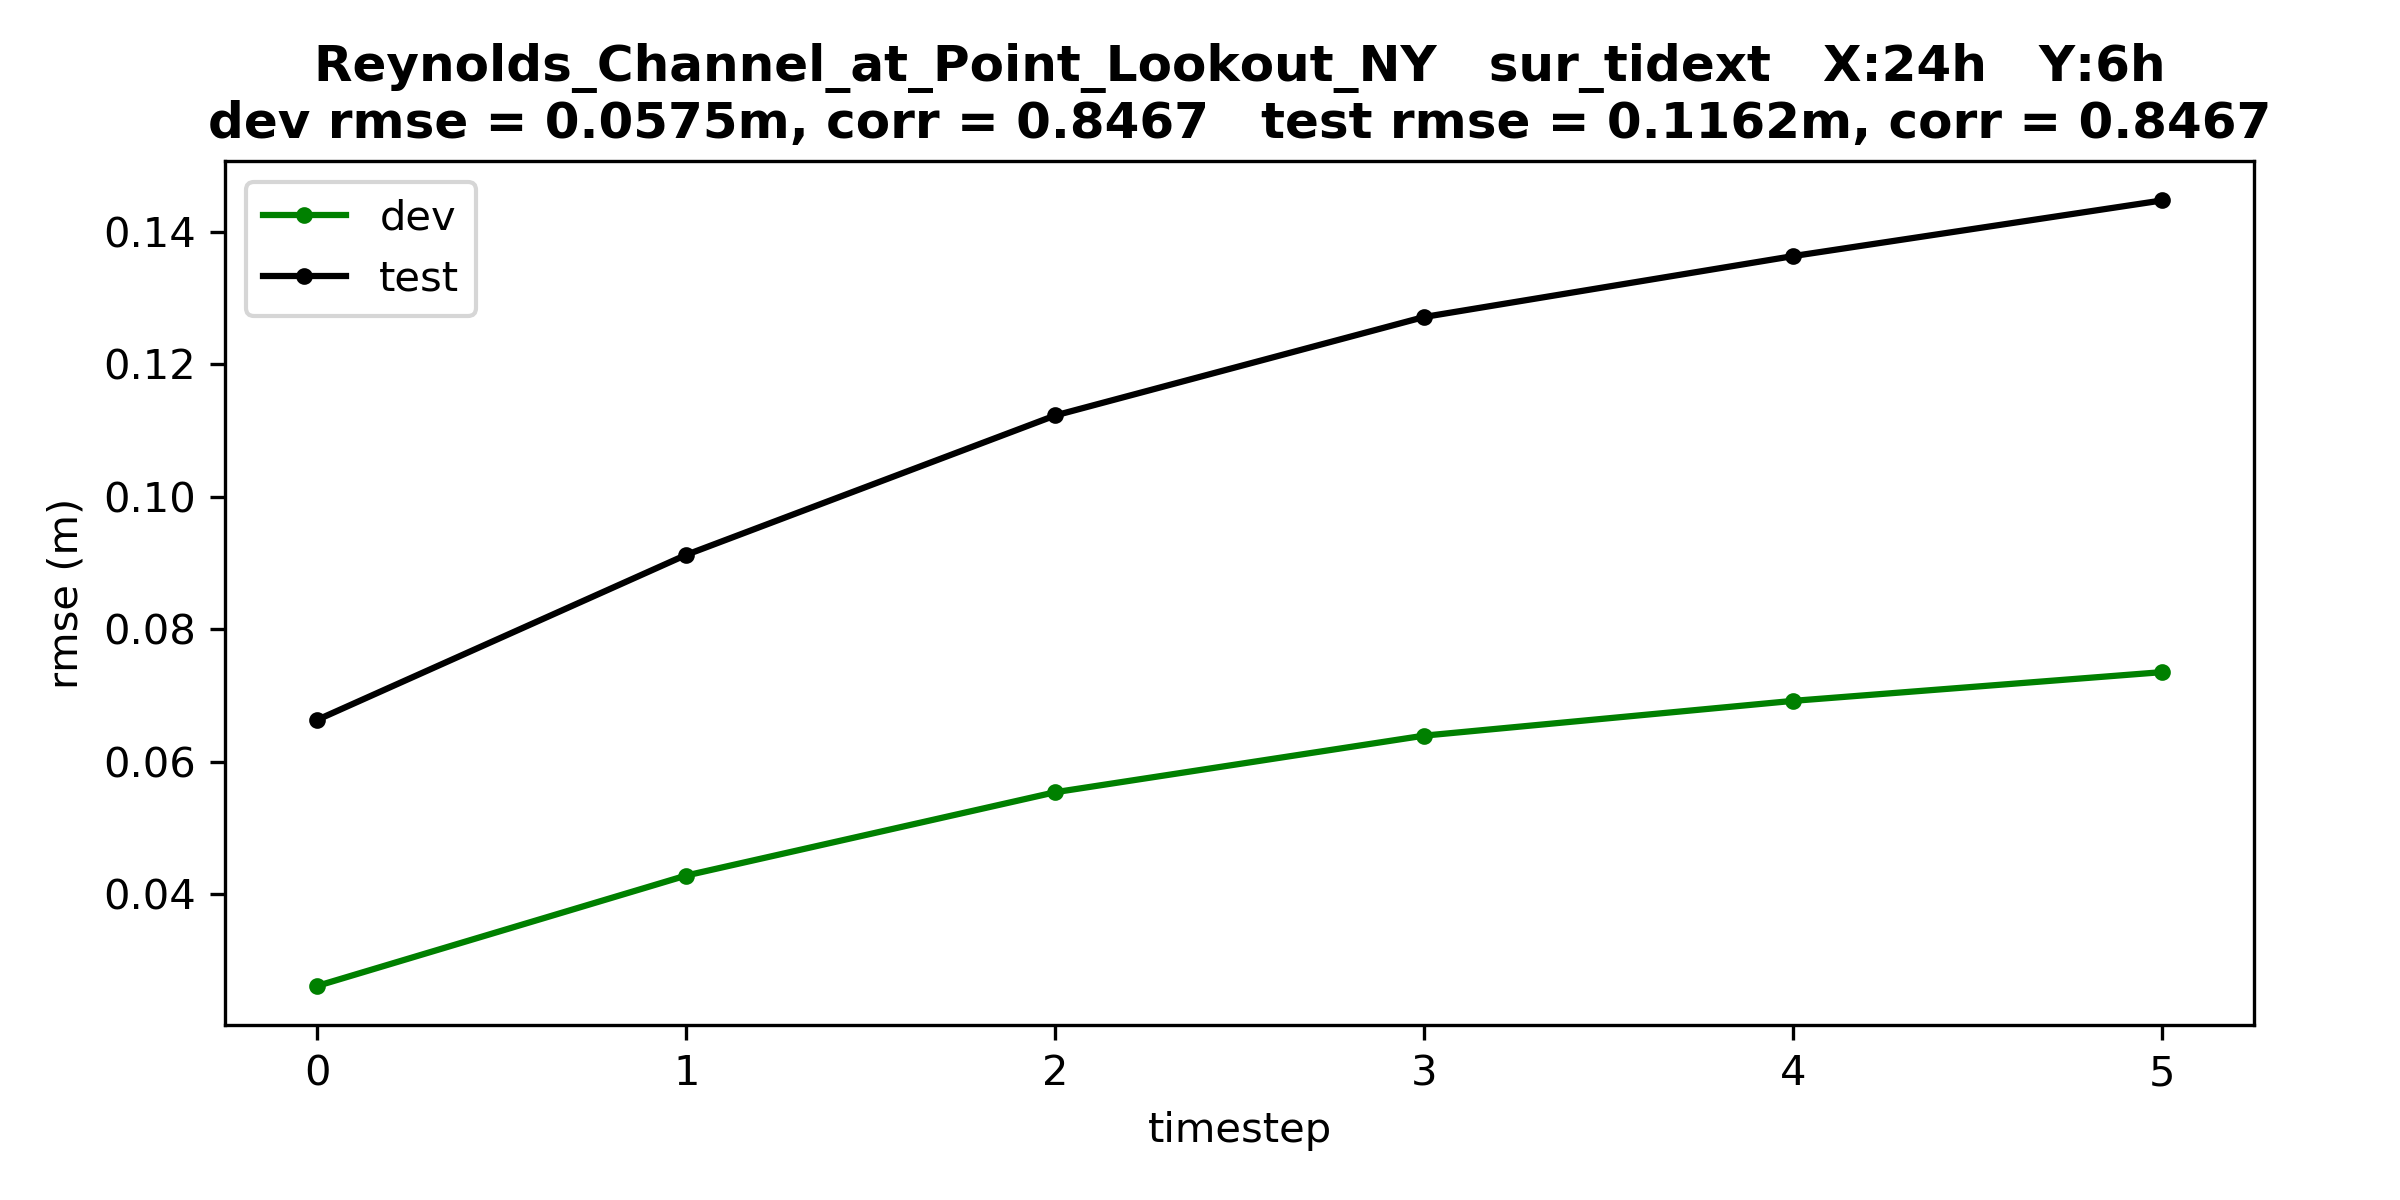 Reynolds_Channel_at_Point_Lookout_NY   sur_tidext   X:24h   Y:6h
dev rmse = 0.0575m, corr = 0.8467   test rmse = 0.1162m, corr = 0.8467
dev
test
0.14
0.12
0.10
0.08
0.06
0.04
rmse (m)
0 1 2 3 4 5
timestep